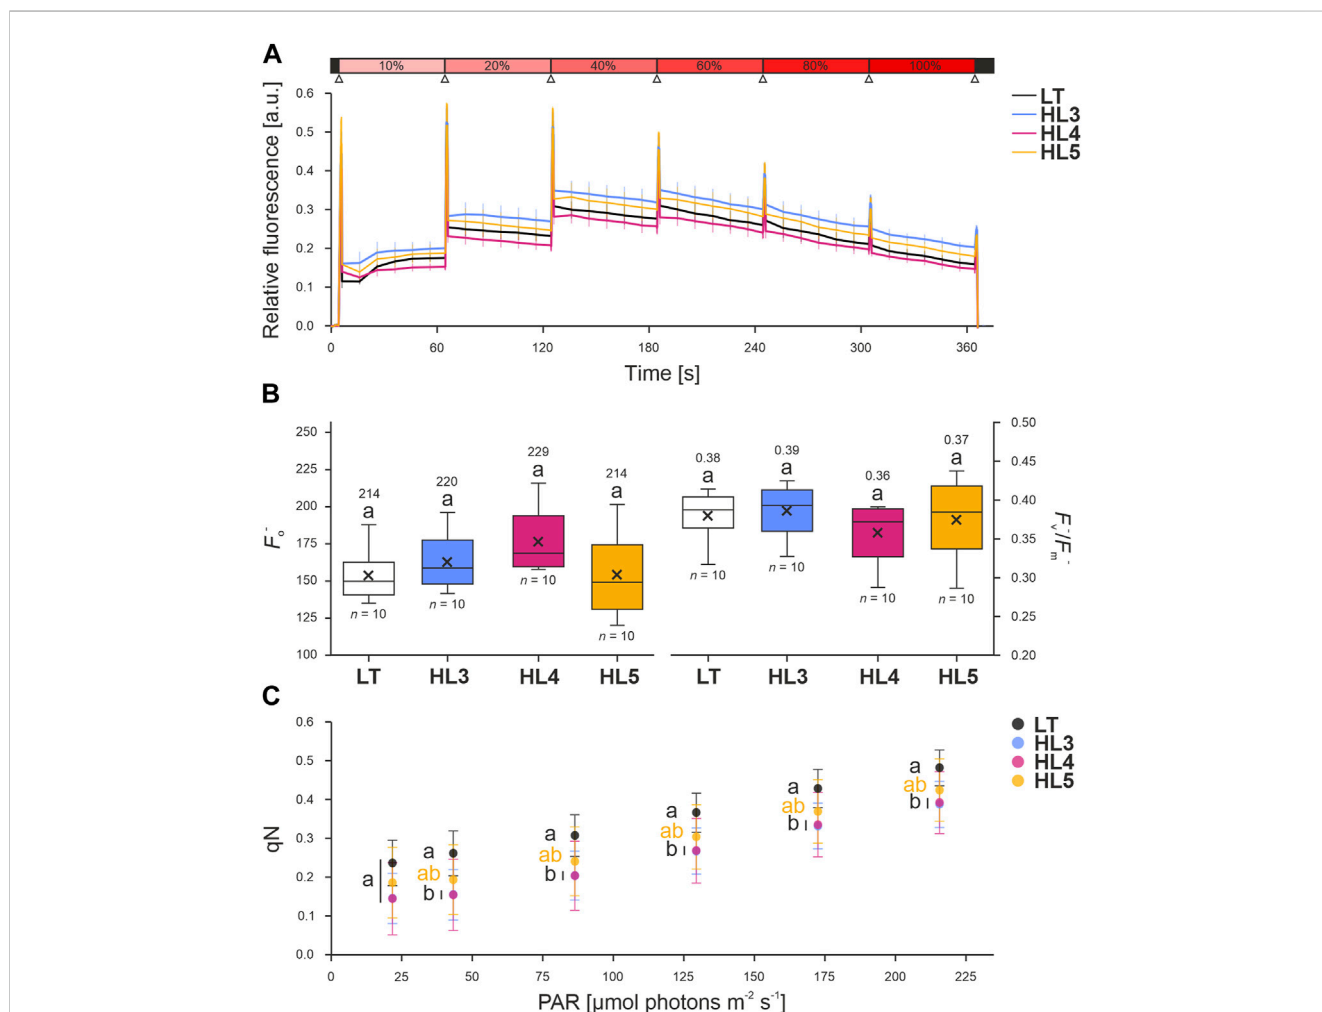 A
10% 20% 40% 60% 80% 100%
Relative fluorescence [a.u.]
0.6
0.5
0.4
0.3
0.2
0.1
0.0
0 60 120 180 240 300 360
Time [s]
LT
HL3
HL4
HL5
B
Fo-
250
225
200
175
150
125
100
214
a
n = 10
220
a
n = 10
229
a
n = 10
214
a
n = 10
LT HL3 HL4 HL5
0.38
a
n = 10
0.39
a
n = 10
0.36
a
n = 10
0.37
a
n = 10
LT HL3 HL4 HL5
0.50
0.45
0.40
0.35
0.30
0.25
0.20
Fv-/Fm-
C
qN
0.6
0.5
0.4
0.3
0.2
0.1
0.0
a
a
ab
b
a
ab
b
a
ab
b
a
ab
b
a
ab
b
0 25 50 75 100 125 150 175 200 225
PAR [µmol photons m-2 s-1]
LT
HL3
HL4
HL5